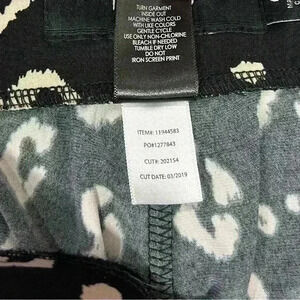 TURN GARMENT
INSIDE OUT
MACHINE WASH COLD
WITH LIKE COLORS
GENTLE CYCLE
USE ONLY NON-CHLORINE
BLEACH IF NEEDED
TUMBLE DRY LOW
DO NOT
IRON SCREEN PRINT
ITEM#: 11944583
PO#1277843
CUT#: 202154
CUT DATE: 03/2019